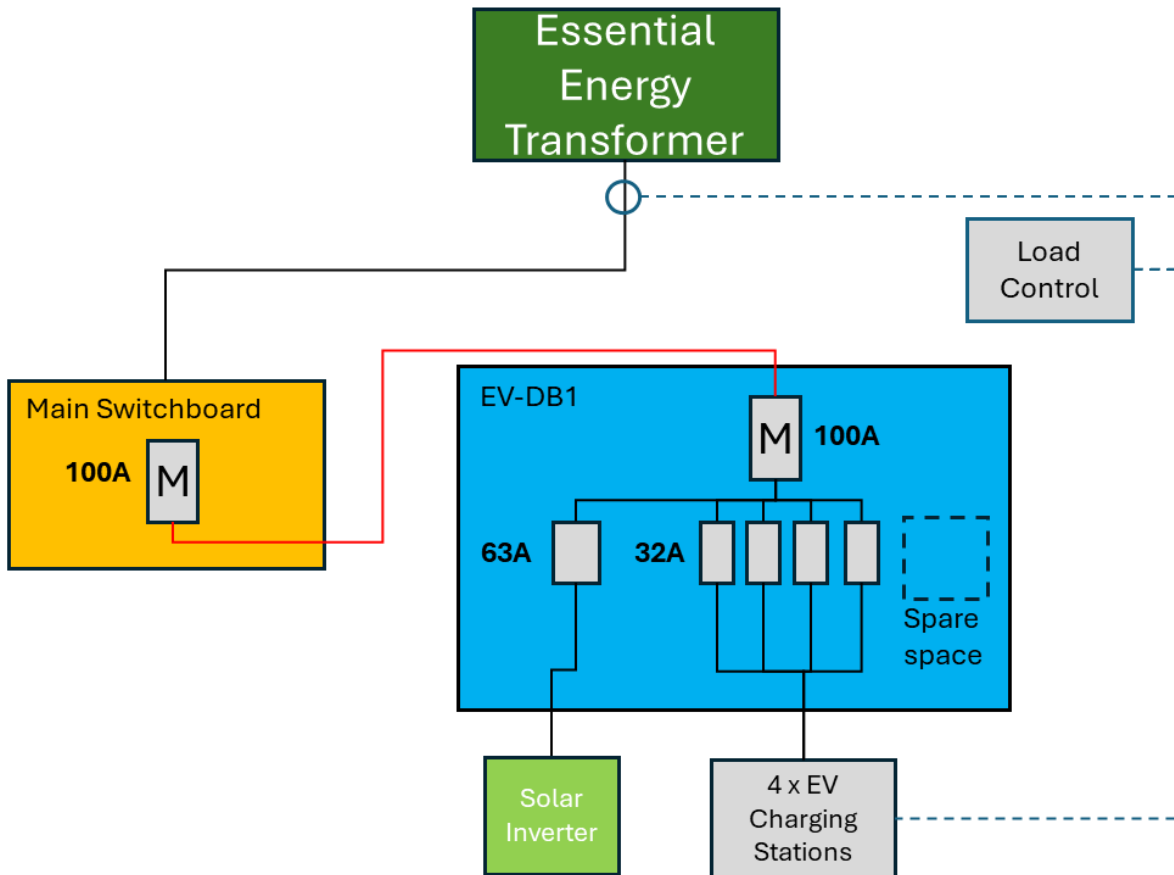 Essential
Energy
Transformer
Load
Control
Main Switchboard
100A
M
EV-DB1
M
100A
63A
32A
Spare
space
Solar
Inverter
4 x EV
Charging
Stations